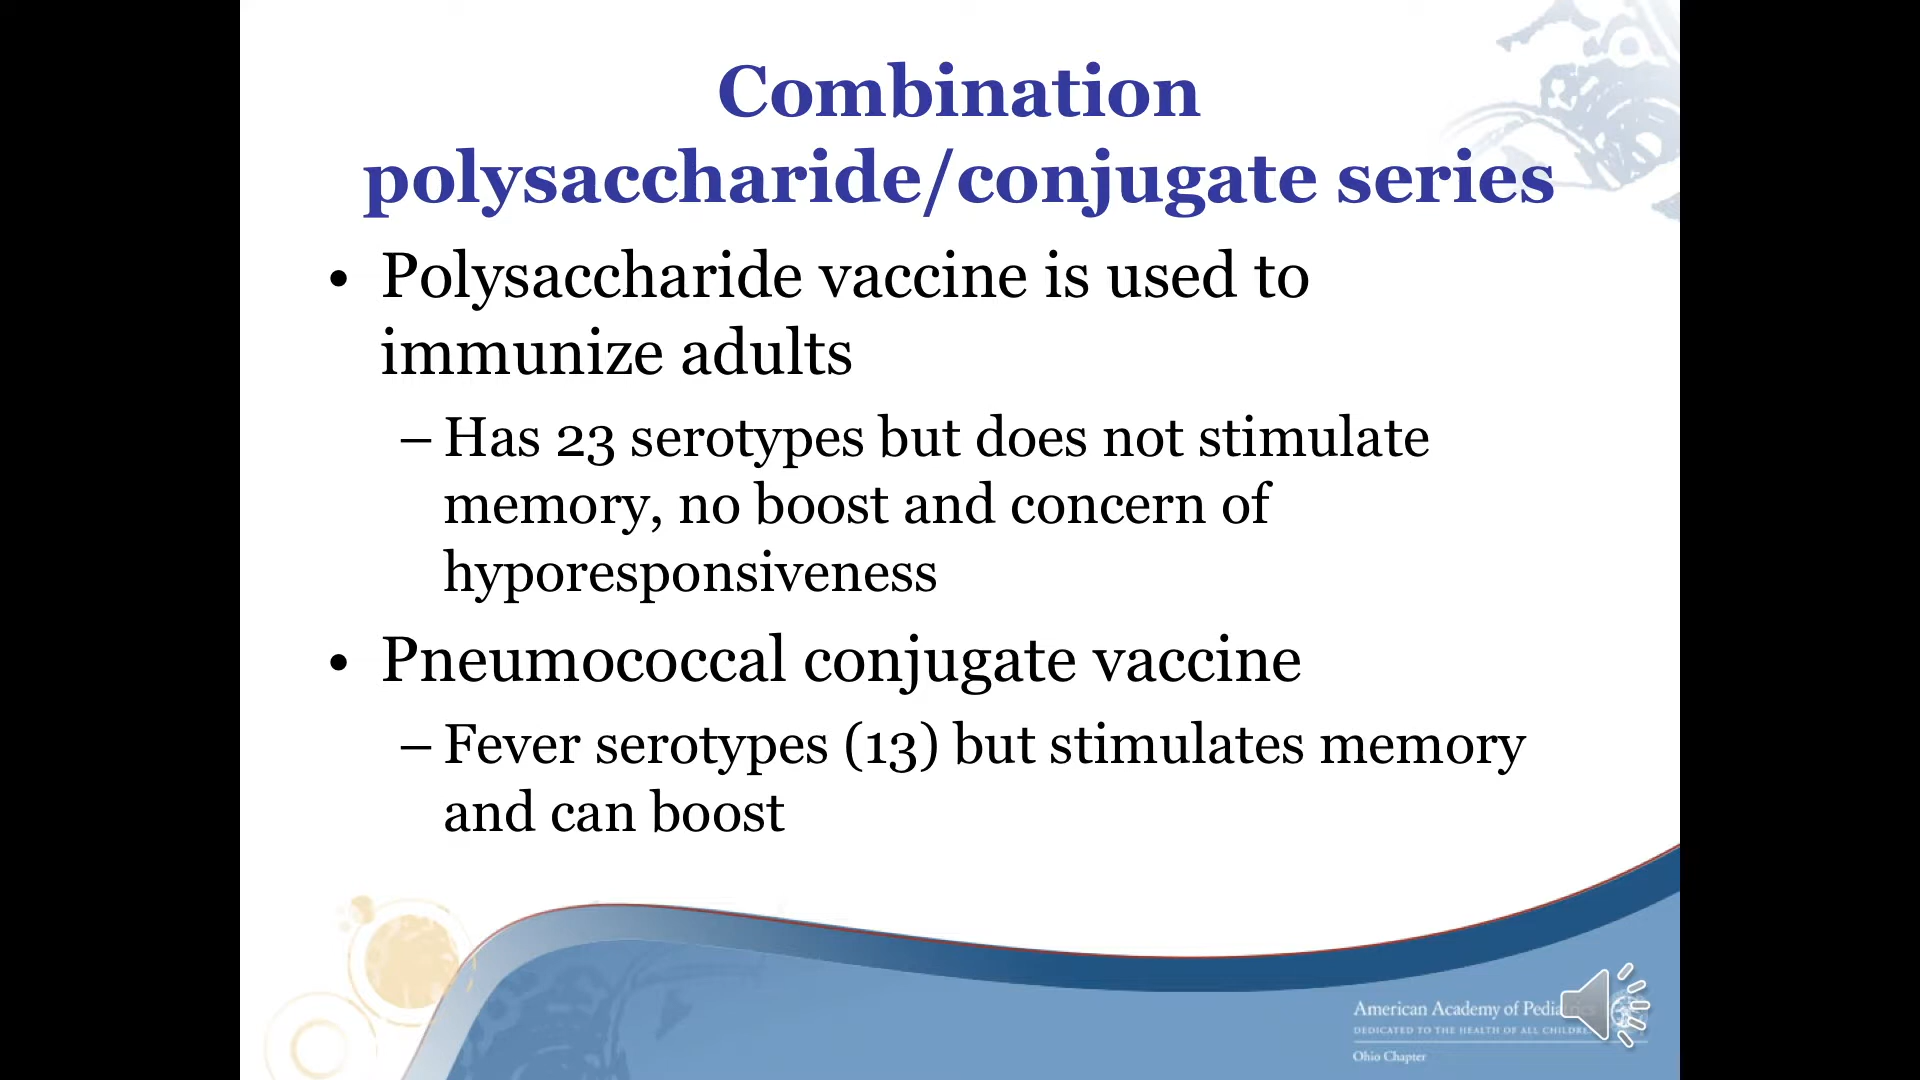 Combination
polysaccharide/conjugate series
• Polysaccharide vaccine is used to
immunize adults
– Has 23 serotypes but does not stimulate
memory, no boost and concern of
hyporesponsiveness
• Pneumococcal conjugate vaccine
– Fever serotypes (13) but stimulates memory
and can boost
American Academy of Pediatrics
DEDICATED TO THE HEALTH OF ALL
Ohio Chapter